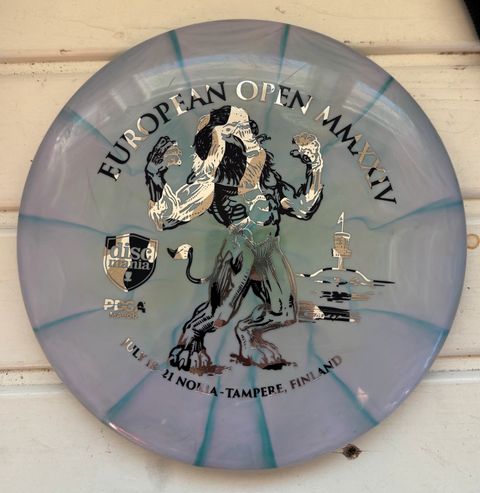 EUROPEAN OPEN MMXXIV
disc
mania
PDGA
JULY 18-21 NOKIA - TAMPERE, FINLAND